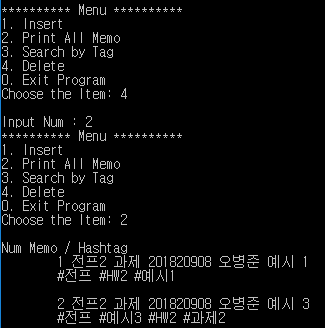 ********** Menu **********
1. Insert
2. Print All Memo
3. Search by Tag
4. Delete
0. Exit Program
Choose the Item: 4
Input Num : 2
********** Menu **********
1. Insert
2. Print All Memo
3. Search by Tag
4. Delete
0. Exit Program
Choose the Item: 2
Num Memo / Hashtag
1 전프2 과제 201820908 오병준 예시 1
#전프 #HW2 #예시1
2 전프2 과제 201820908 오병준 예시 3
#전프 #예시3 #HW2 #과제2